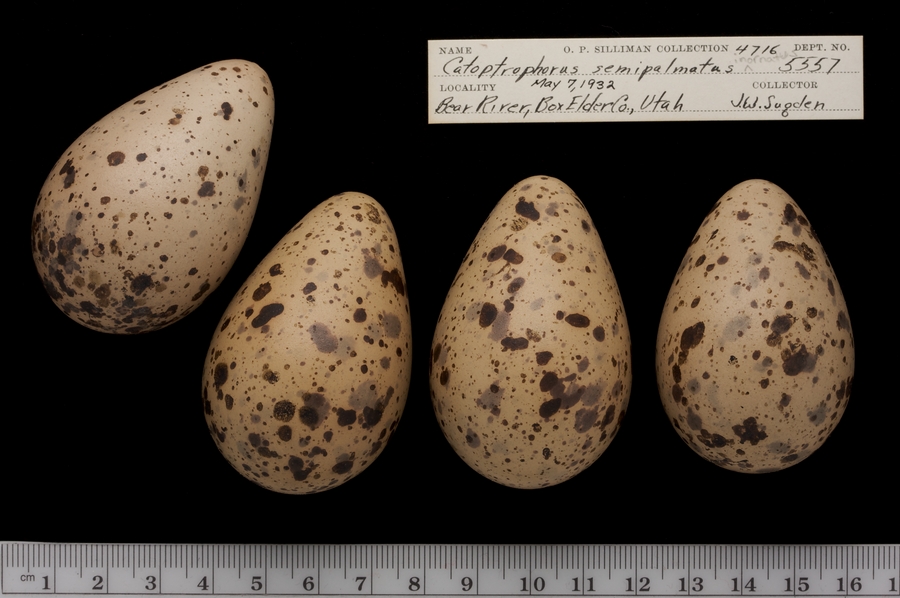 NAME O. P. SILLIMAN COLLECTION 4716 DEPT. NO.
Catoptrophorus semipalmatus 5557
LOCALITY May 7, 1932 COLLECTOR
Bear River, Box Elder Co., Utah J.W. Sugden
cm 1 2 3 4 5 6 7 8 9 10 11 12 13 14 15 16 1